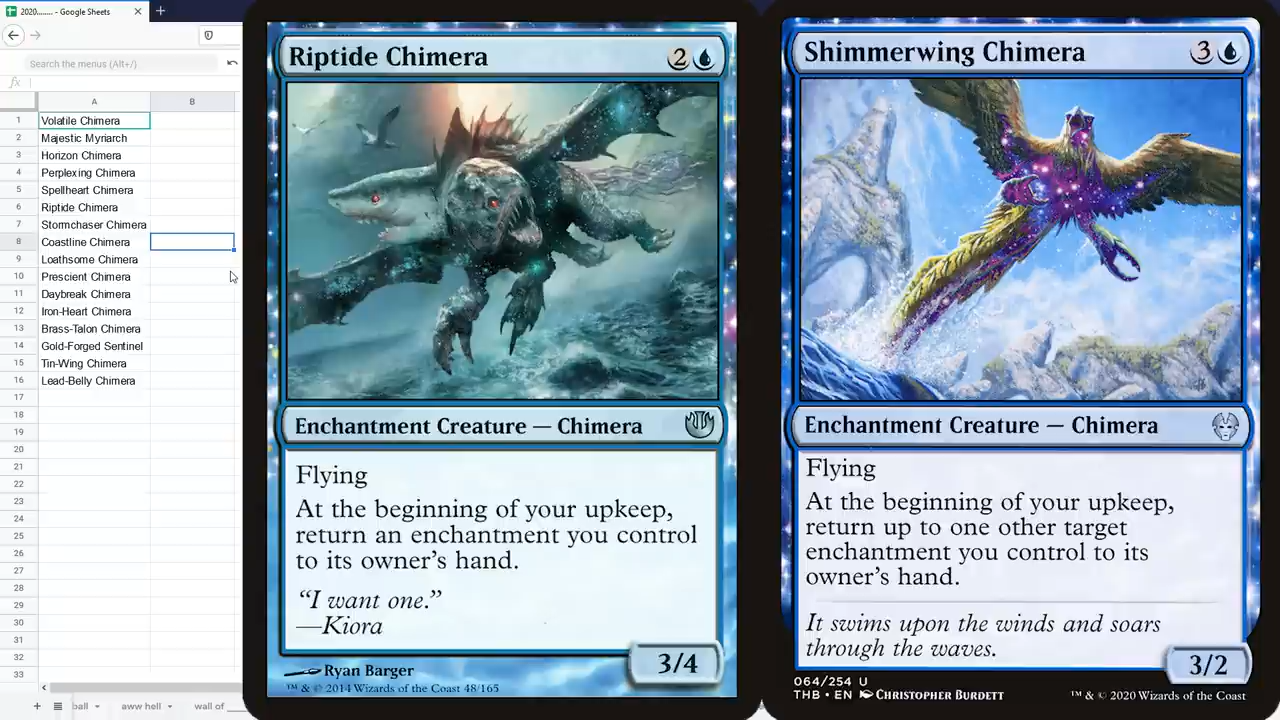 2020........ - Google Sheets
Search the menus (Alt+/)
fx
A B
1 Volatile Chimera
2 Majestic Myriarch
3 Horizon Chimera
4 Perplexing Chimera
5 Spellheart Chimera
6 Riptide Chimera
7 Stormchaser Chimera
8 Coastline Chimera
9 Loathsome Chimera
10 Prescient Chimera
11 Daybreak Chimera
12 Iron-Heart Chimera
13 Brass-Talon Chimera
14 Gold-Forged Sentinel
15 Tin-Wing Chimera
16 Lead-Belly Chimera
17
18
19
20
21
22
23
24
25
26
27
28
29
30
31
32
33
ball aww hell wall of __
Riptide Chimera 2
Enchantment Creature — Chimera
Flying
At the beginning of your upkeep,
return an enchantment you control
to its owner's hand.
“I want one.”
—Kiora
3/4
Ryan Barger
™ & © 2014 Wizards of the Coast 48/165
Shimmerwing Chimera 3
Enchantment Creature — Chimera
Flying
At the beginning of your upkeep,
return up to one other target
enchantment you control to its
owner's hand.
It swims upon the winds and soars
through the waves.
3/2
064/254 U
THB • EN Christopher Burdett
™ & © 2020 Wizards of the Coast